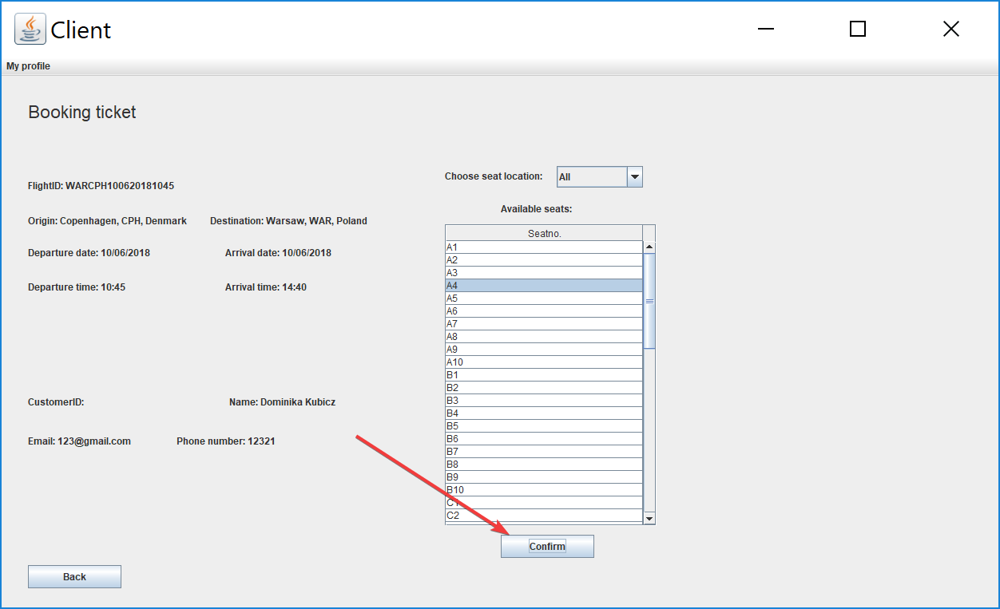 Client
My profile
Booking ticket
Choose seat location: All
FlightID: WARCPH100620181045
Available seats:
Origin: Copenhagen, CPH, Denmark Destination: Warsaw, WAR, Poland
Seatno.
Departure date: 10/06/2018 Arrival date: 10/06/2018
Departure time: 10:45 Arrival time: 14:40
A1
A2
A3
A4
A5
A6
A7
A8
A9
A10
B1
B2
B3
B4
B5
B6
B7
B8
B9
B10
C1
C2
CustomerID: Name: Dominika Kubicz
Email: 123@gmail.com Phone number: 12321
Confirm
Back